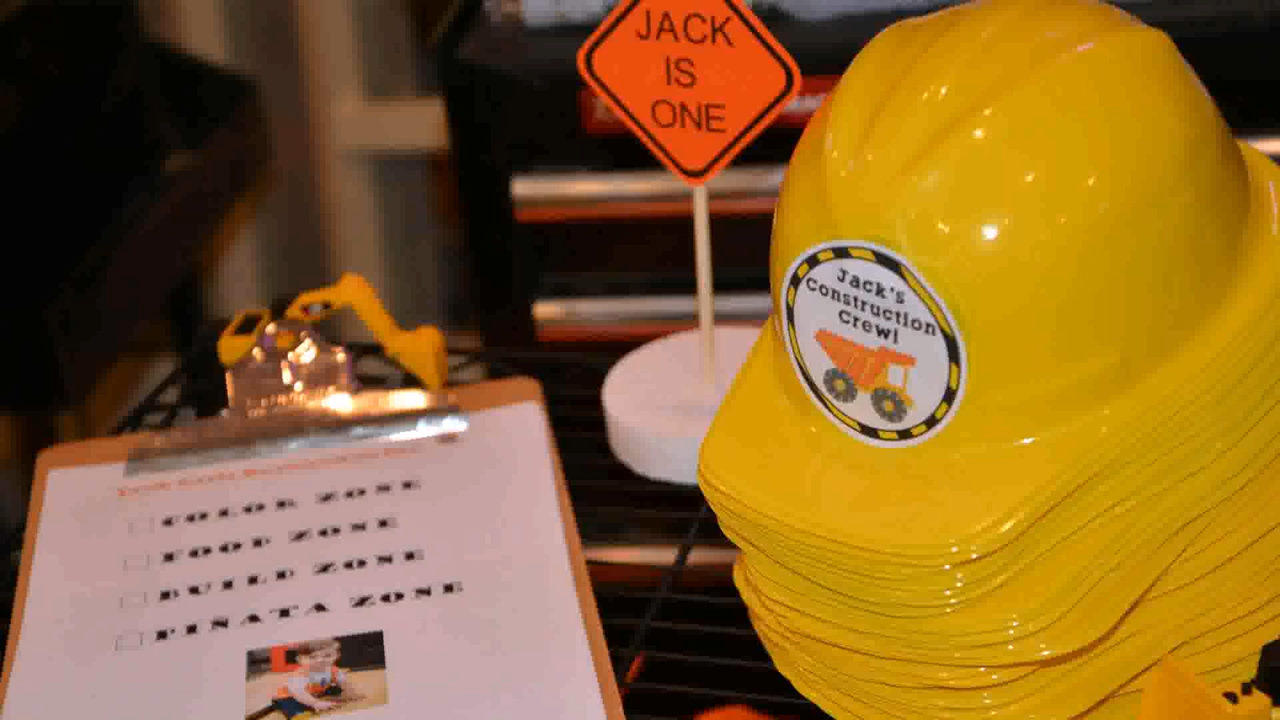 JACK
IS
ONE
Jack's
Construction
Crew!
COLOR ZONE
FOOD ZONE
BUILD ZONE
PINATA ZONE